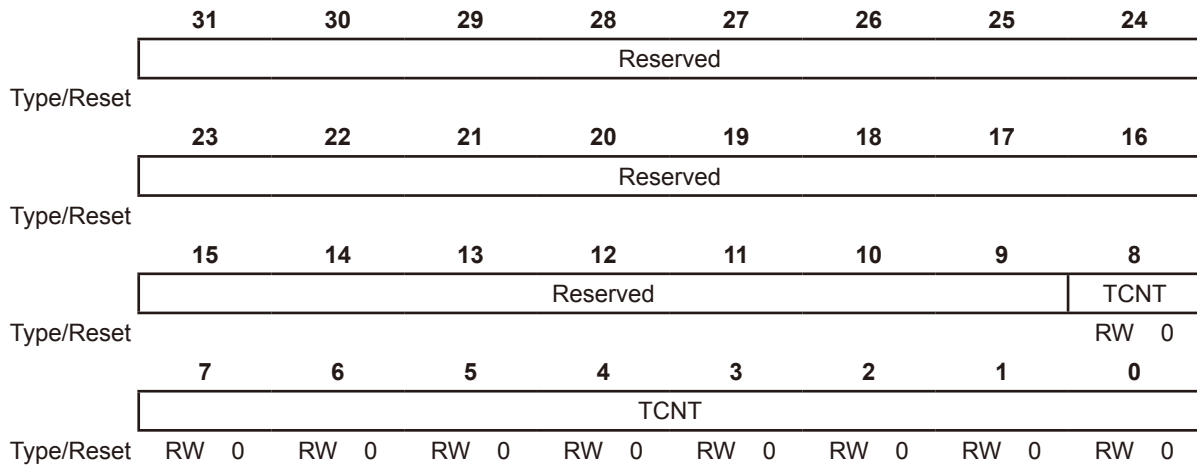 31 30 29 28 27 26 25 24
Reserved
Type/Reset
23 22 21 20 19 18 17 16
Reserved
Type/Reset
15 14 13 12 11 10 9 8
Reserved TCNT
Type/Reset RW 0
7 6 5 4 3 2 1 0
TCNT
Type/Reset RW 0 RW 0 RW 0 RW 0 RW 0 RW 0 RW 0 RW 0